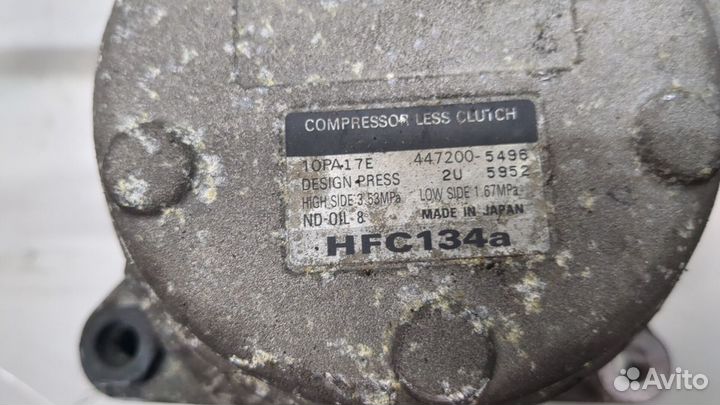 COMPRESSOR LESS CLUTCH
10PA17E 447200-5496
DESIGN PRESS 2U 5952
HIGH SIDE 3.53MPa LOW SIDE 1.67MPa
ND-OIL 8 MADE IN JAPAN
HFC134a
Avito